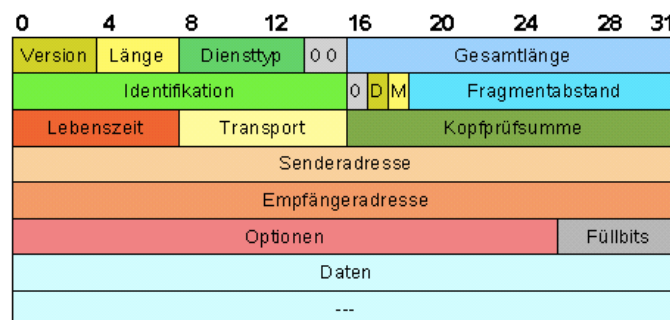 0 4 8 12 16 20 24 28 31
Version Länge Diensttyp 0 0 Gesamtlänge
Identifikation 0 D M Fragmentabstand
Lebenszeit Transport Kopfprüfsumme
Senderadresse
Empfängeradresse
Optionen Füllbits
Daten
---